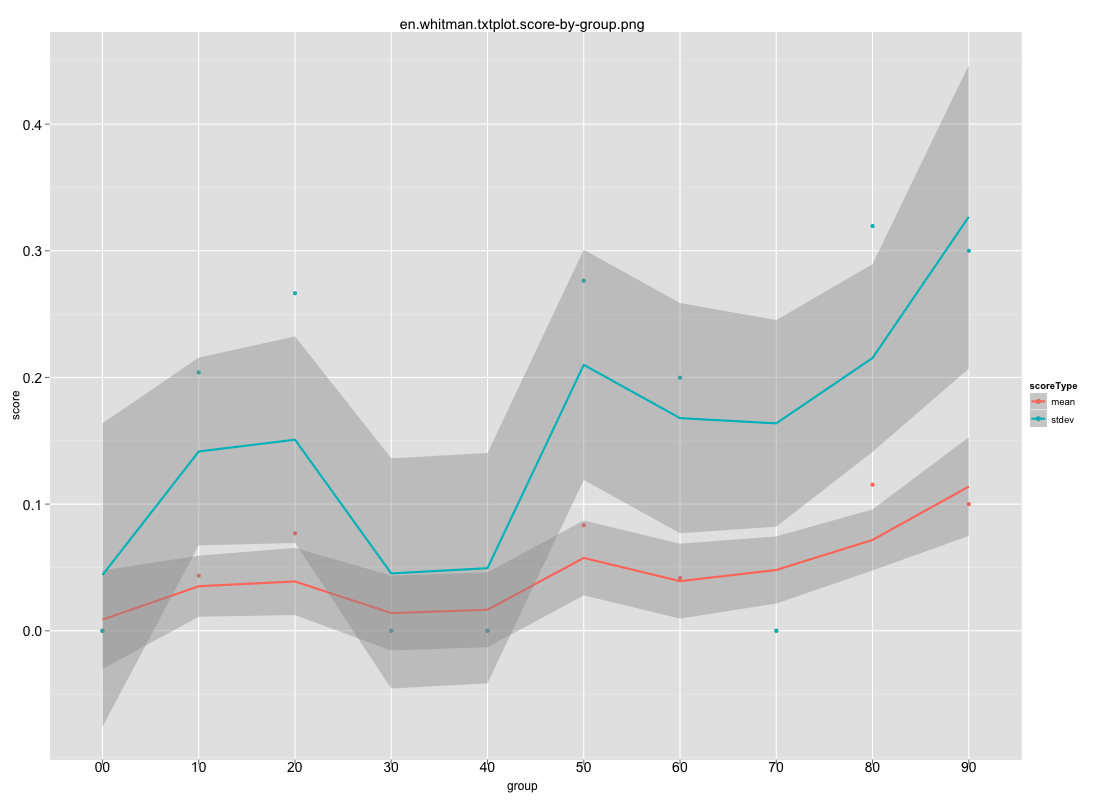 en.whitman.txtplot.score-by-group.png
0.4
0.3
0.2
0.1
0.0
score
00 10 20 30 40 50 60 70 80 90
group
scoreType
mean
stdev